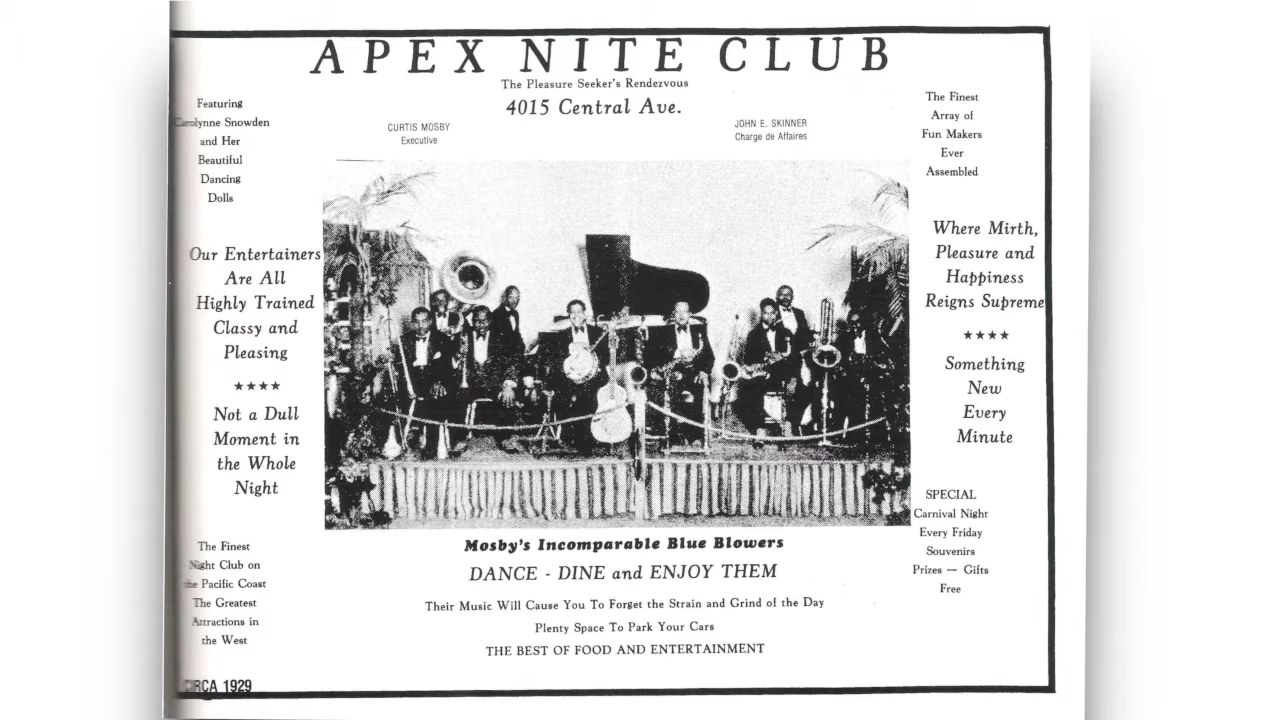 APEX NITE CLUB
The Pleasure Seeker's Rendezvous
4015 Central Ave.
CURTIS MOSBY
Executive
JOHN E. SKINNER
Charge de Affaires
Featuring
Carolynne Snowden
and Her
Beautiful
Dancing
Dolls
Our Entertainers
Are All
Highly Trained
Classy and
Pleasing
★★★★
Not a Dull
Moment in
the Whole
Night
The Finest
Night Club on
the Pacific Coast
The Greatest
Attractions in
the West
The Finest
Array of
Fun Makers
Ever
Assembled
Where Mirth,
Pleasure and
Happiness
Reigns Supreme
★★★★
Something
New
Every
Minute
SPECIAL
Carnival Night
Every Friday
Souvenirs
Prizes — Gifts
Free
Mosby's Incomparable Blue Blowers
DANCE - DINE and ENJOY THEM
Their Music Will Cause You To Forget the Strain and Grind of the Day
Plenty Space To Park Your Cars
THE BEST OF FOOD AND ENTERTAINMENT
CIRCA 1929